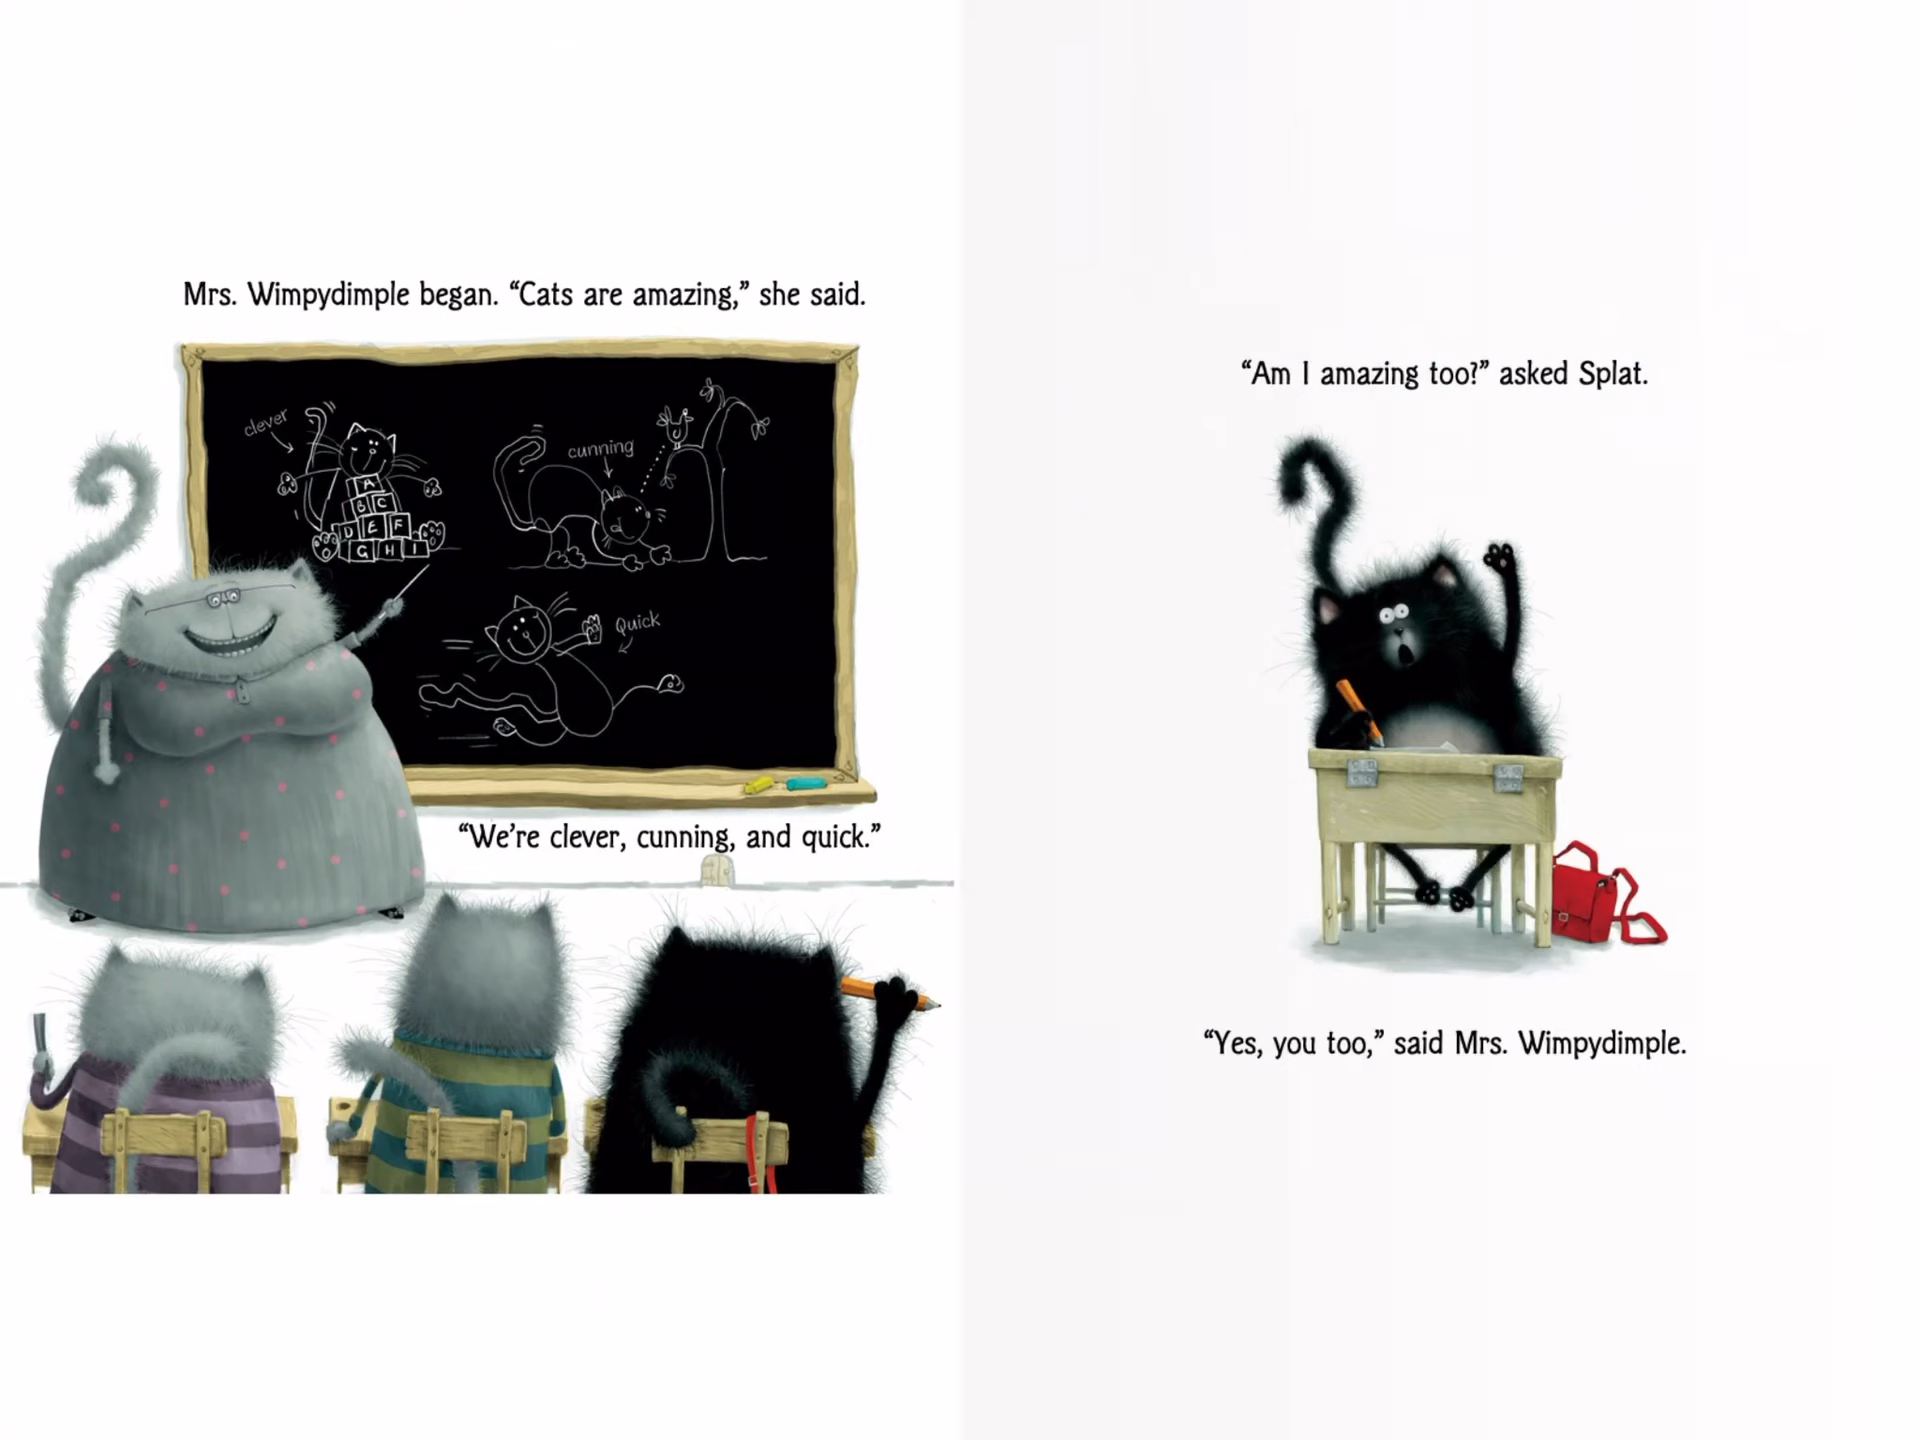 Mrs. Wimpydimple began. “Cats are amazing,” she said.
clever
cunning
A
B C
D E F
G H I
Quick
“We’re clever, cunning, and quick.”
“Am I amazing too?” asked Splat.
“Yes, you too,” said Mrs. Wimpydimple.